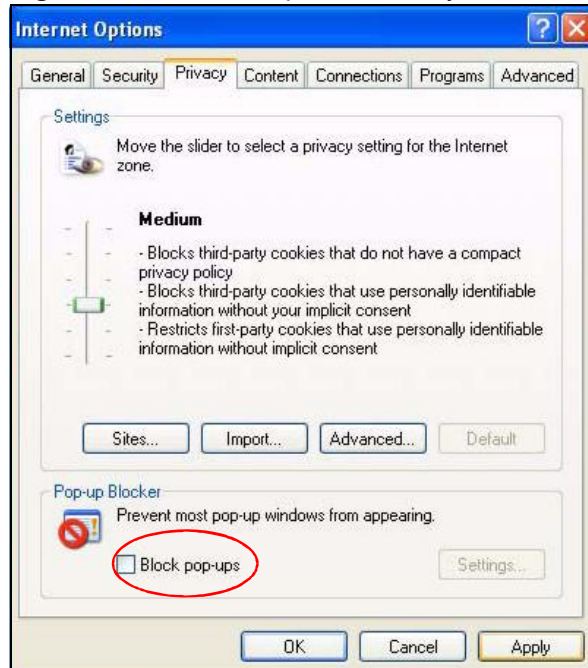 Internet Options
General Security Privacy Content Connections Programs Advanced
Settings
Move the slider to select a privacy setting for the Internet
zone.
Medium
- Blocks third-party cookies that do not have a compact
privacy policy
- Blocks third-party cookies that use personally identifiable
information without your implicit consent
- Restricts first-party cookies that use personally identifiable
information without implicit consent
Sites... Import... Advanced... Default
Pop-up Blocker
Prevent most pop-up windows from appearing.
Block pop-ups Settings...
OK Cancel Apply